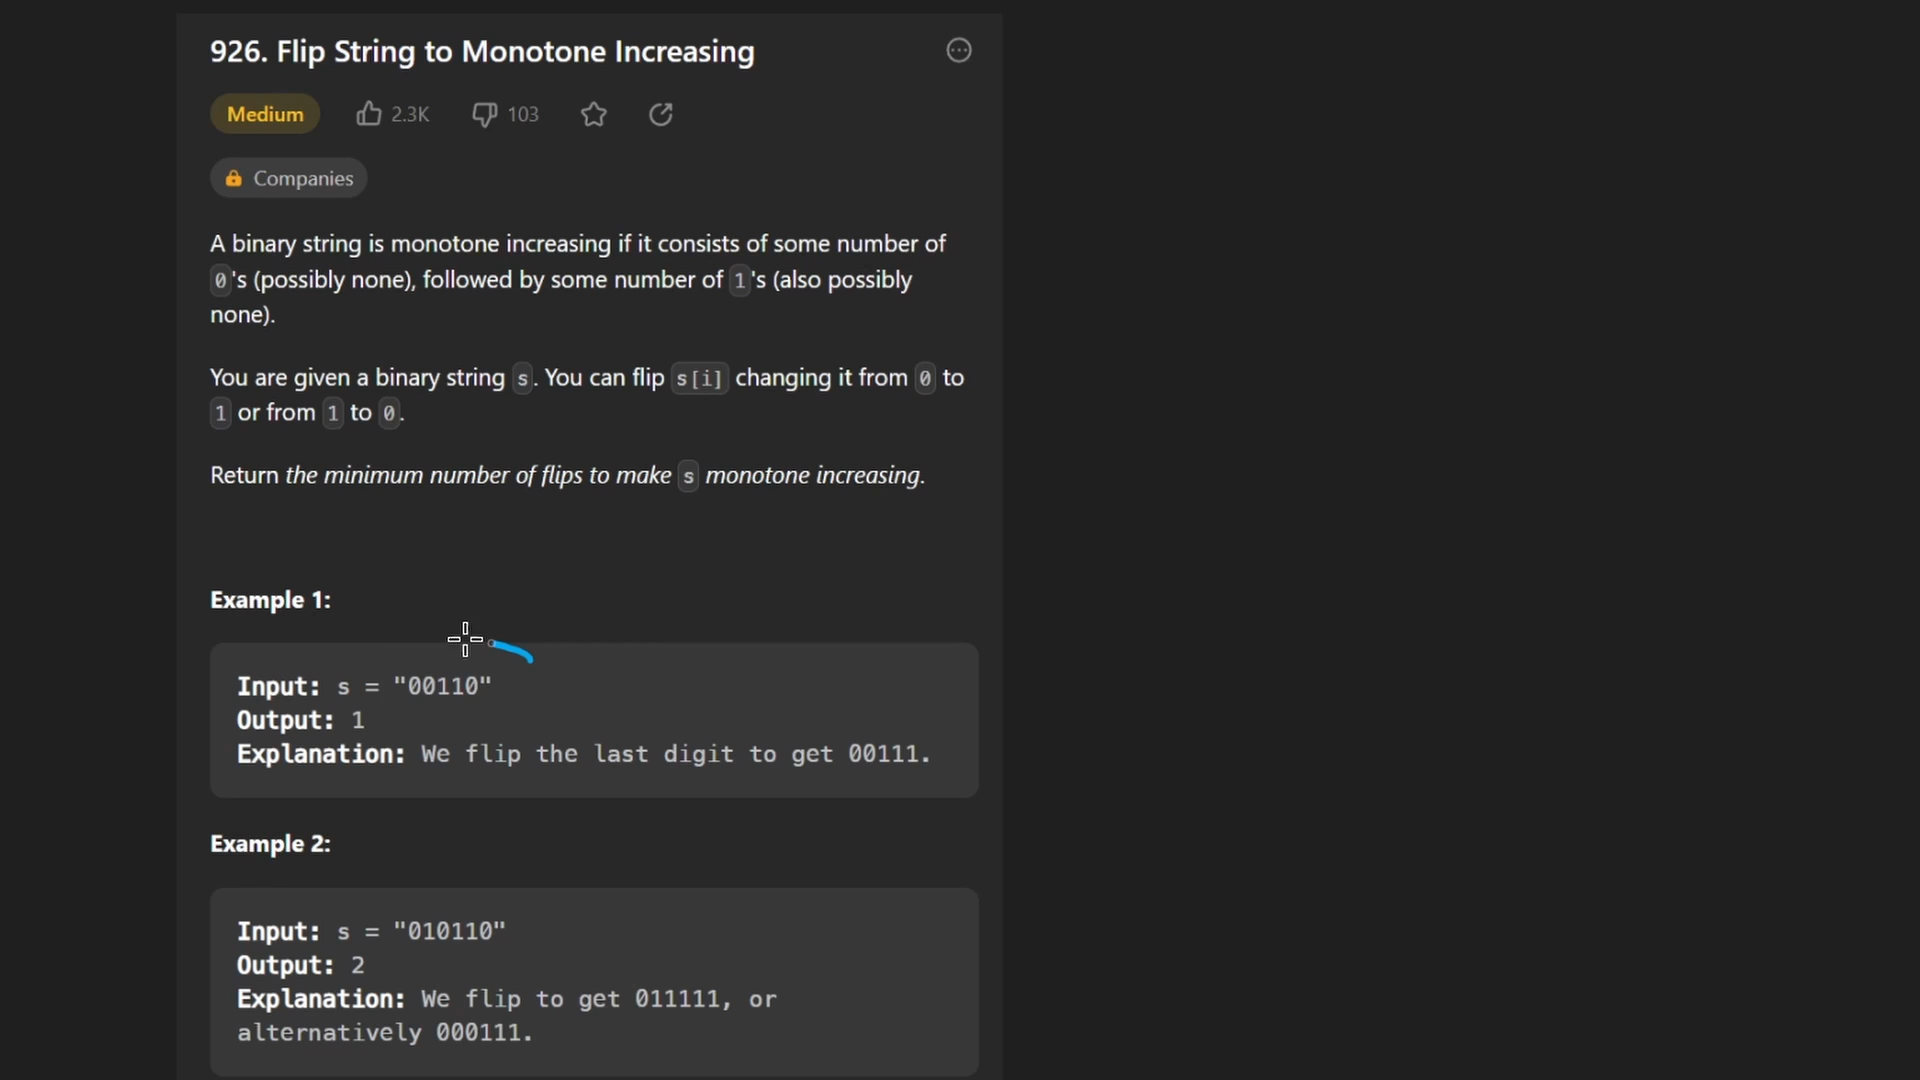 926. Flip String to Monotone Increasing
Medium 2.3K 103
Companies
A binary string is monotone increasing if it consists of some number of
0's (possibly none), followed by some number of 1's (also possibly
none).
You are given a binary string s. You can flip s[i] changing it from 0 to
1 or from 1 to 0.
Return the minimum number of flips to make s monotone increasing.
Example 1:
Input: s = "00110"
Output: 1
Explanation: We flip the last digit to get 00111.
Example 2:
Input: s = "010110"
Output: 2
Explanation: We flip to get 011111, or
alternatively 000111.